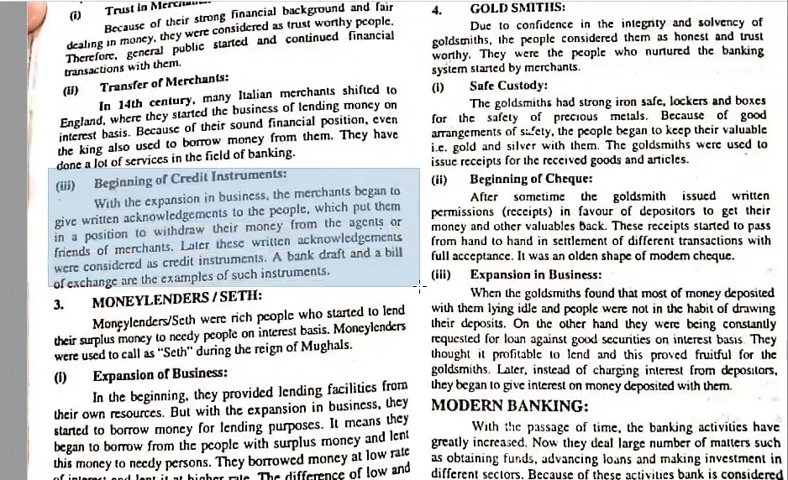 (i) Trust in Merchants:
Because of their strong financial background and fair
dealing in money, they were considered as trust worthy people.
Therefore, general public started and continued financial
transactions with them.
(ii) Transfer of Merchants:
In 14th century, many Italian merchants shifted to
England, where they started the business of lending money on
interest basis. Because of their sound financial position, even
the king also used to borrow money from them. They have
done a lot of services in the field of banking.
(iii) Beginning of Credit Instruments:
With the expansion in business, the merchants began to
give written acknowledgements to the people, which put them
in a position to withdraw their money from the agents or
friends of merchants. Later these written acknowledgements
were considered as credit instruments. A bank draft and a bill
of exchange are the examples of such instruments.
3. MONEYLENDERS / SETH:
Moneylenders/Seth were rich people who started to lend
their surplus money to needy people on interest basis. Moneylenders
were used to call as "Seth" during the reign of Mughals.
(i) Expansion of Business:
In the beginning, they provided lending facilities from
their own resources. But with the expansion in business, they
started to borrow money for lending purposes. It means they
began to borrow from the people with surplus money and lent
this money to needy persons. They borrowed money at low rate
of interest and lent it at higher rate. The difference of low and
4. GOLD SMITHS:
Due to confidence in the integrity and solvency of
goldsmiths, the people considered them as honest and trust
worthy. They were the people who nurtured the banking
system started by merchants.
(i) Safe Custody:
The goldsmiths had strong iron safe, lockers and boxes
for the safety of precious metals. Because of good
arrangements of safety, the people began to keep their valuable
i.e. gold and silver with them. The goldsmiths were used to
issue receipts for the received goods and articles.
(ii) Beginning of Cheque:
After sometime the goldsmith issued written
permissions (receipts) in favour of depositors to get their
money and other valuables back. These receipts started to pass
from hand to hand in settlement of different transactions with
full acceptance. It was an olden shape of modern cheque.
(iii) Expansion in Business:
When the goldsmiths found that most of money deposited
with them lying idle and people were not in the habit of drawing
their deposits. On the other hand they were being constantly
requested for loan against good securities on interest basis. They
thought it profitable to lend and this proved fruitful for the
goldsmiths. Later, instead of charging interest from depositors,
they began to give interest on money deposited with them.
MODERN BANKING:
With the passage of time, the banking activities have
greatly increased. Now they deal large number of matters such
as obtaining funds, advancing loans and making investment in
different sectors. Because of these activities bank is considered